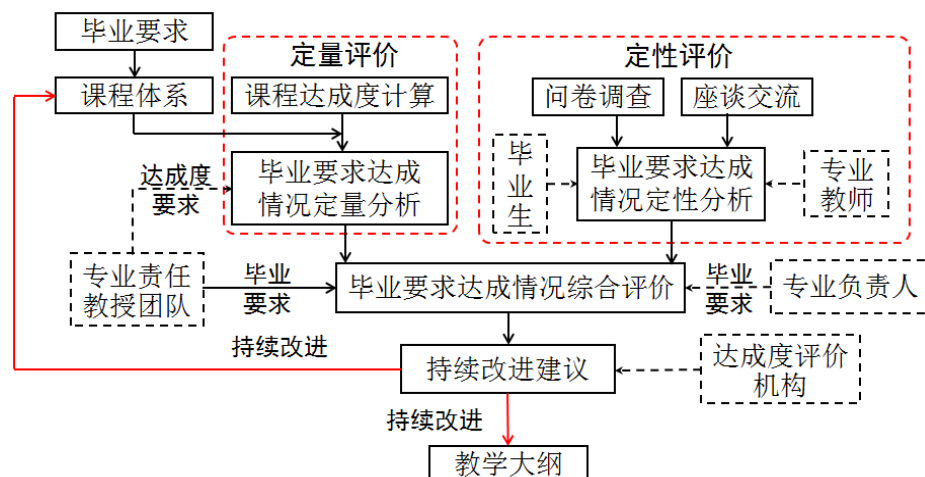 毕业要求
定量评价
定性评价
课程体系
课程达成度计算
问卷调查
座谈交流
达成度
要求
毕业要求达成
情况定量分析
毕
业
生
毕业要求达成
情况定性分析
专业
教师
专业责任
教授团队
毕业
要求
毕业要求达成情况综合评价
毕业
要求
专业负责人
持续改进
持续改进建议
达成度评价
机构
持续改进
教学大纲